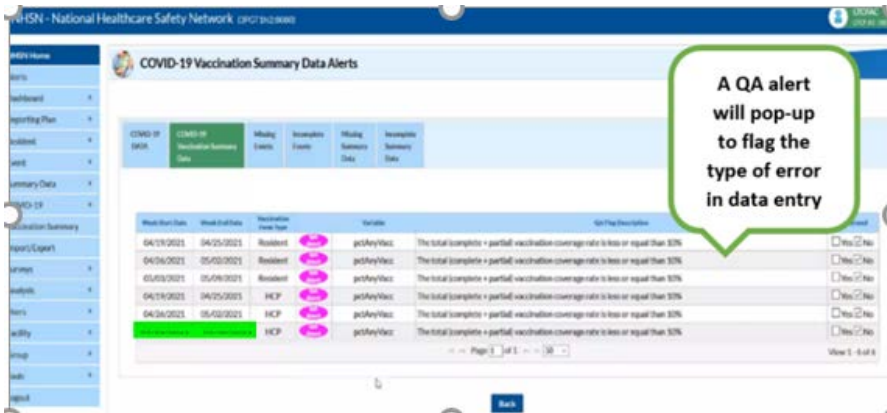 NHSN - National Healthcare Safety Network
COVID-19 Vaccination Summary Data Alerts
A QA alert
will pop-up
to flag the
type of error
in data entry
NHSN Home
Alerts
Dashboard
Reporting Plan
Resident
Event
Summary Data
COVID-19
Vaccination Summary
Import/Export
Surveys
Analysis
Users
Facility
Group
Tools
Logout
COVID-19 DATA
COVID-19 Vaccination Summary Data
Missing Events
Incomplete Events
Missing Summary Data
Incomplete Summary Data
Week Start Date Week End Date Vaccination Form Type Variable QA Flag Description
04/19/2021 04/25/2021 Resident pctAnyVacc The total (complete + partial) vaccination coverage rate is less or equal than 10% Yes No
04/26/2021 05/02/2021 Resident pctAnyVacc The total (complete + partial) vaccination coverage rate is less or equal than 10% Yes No
05/03/2021 05/09/2021 Resident pctAnyVacc The total (complete + partial) vaccination coverage rate is less or equal than 10% Yes No
04/19/2021 04/25/2021 HCP pctAnyVacc The total (complete + partial) vaccination coverage rate is less or equal than 10% Yes No
04/26/2021 05/02/2021 HCP pctAnyVacc The total (complete + partial) vaccination coverage rate is less or equal than 10% Yes No
HCP pctAnyVacc The total (complete + partial) vaccination coverage rate is less or equal than 10% Yes No
Page 1 of 1 10 View 1 - 6 of 6
Back